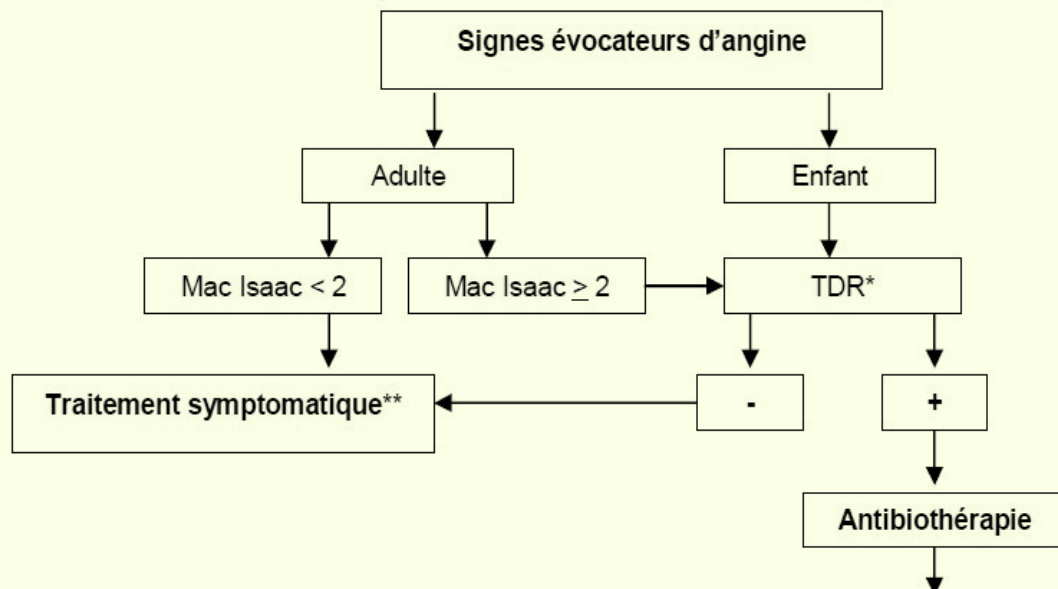 Signes évocateurs d’angine
Adulte
Enfant
Mac Isaac < 2
Mac Isaac ≥ 2
TDR*
Traitement symptomatique**
-
+
Antibiothérapie